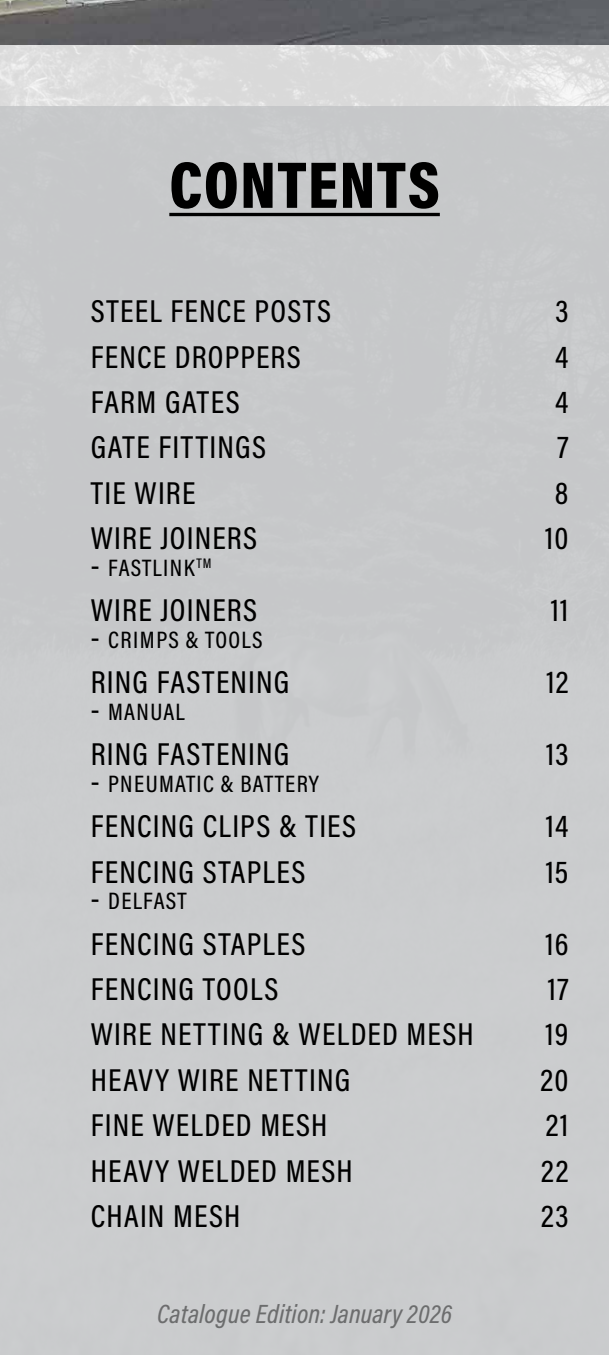 CONTENTS
STEEL FENCE POSTS 3
FENCE DROPPERS 4
FARM GATES 4
GATE FITTINGS 7
TIE WIRE 8
WIRE JOINERS 10
- FASTLINK™
WIRE JOINERS 11
- CRIMPS & TOOLS
RING FASTENING 12
- MANUAL
RING FASTENING 13
- PNEUMATIC & BATTERY
FENCING CLIPS & TIES 14
FENCING STAPLES 15
- DELFAST
FENCING STAPLES 16
FENCING TOOLS 17
WIRE NETTING & WELDED MESH 19
HEAVY WIRE NETTING 20
FINE WELDED MESH 21
HEAVY WELDED MESH 22
CHAIN MESH 23
Catalogue Edition: January 2026